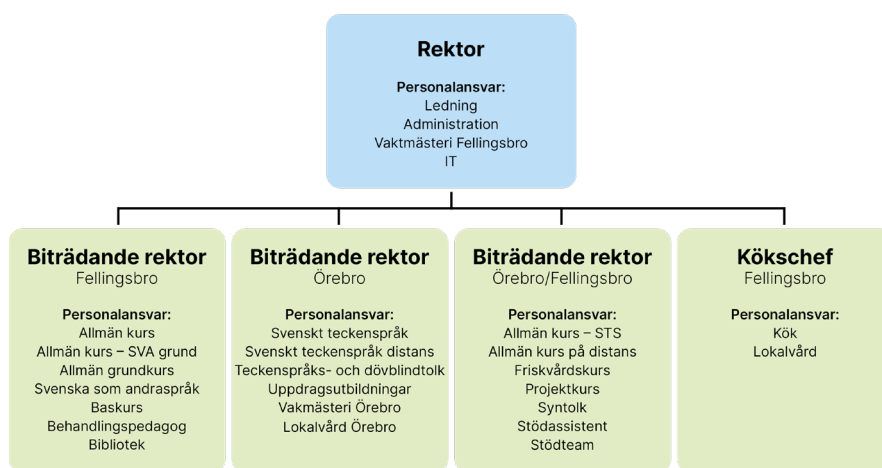 Rektor
Personalansvar:
Ledning
Administration
Vaktmästeri Fellingsbro
IT
Biträdande rektor
Fellingsbro
Personalansvar:
Allmän kurs
Allmän kurs – SVA grund
Allmän grundkurs
Svenska som andraspråk
Baskurs
Behandlingspedagog
Bibliotek
Biträdande rektor
Örebro
Personalansvar:
Svenskt teckenspråk
Svenskt teckenspråk distans
Teckenspråks- och dövblindtolk
Uppdragsutbildningar
Vakmästeri Örebro
Lokalvård Örebro
Biträdande rektor
Örebro/Fellingsbro
Personalansvar:
Allmän kurs – STS
Allmän kurs på distans
Friskvårdskurs
Projektkurs
Syntolk
Stödassistent
Stödteam
Kökschef
Fellingsbro
Personalansvar:
Kök
Lokalvård